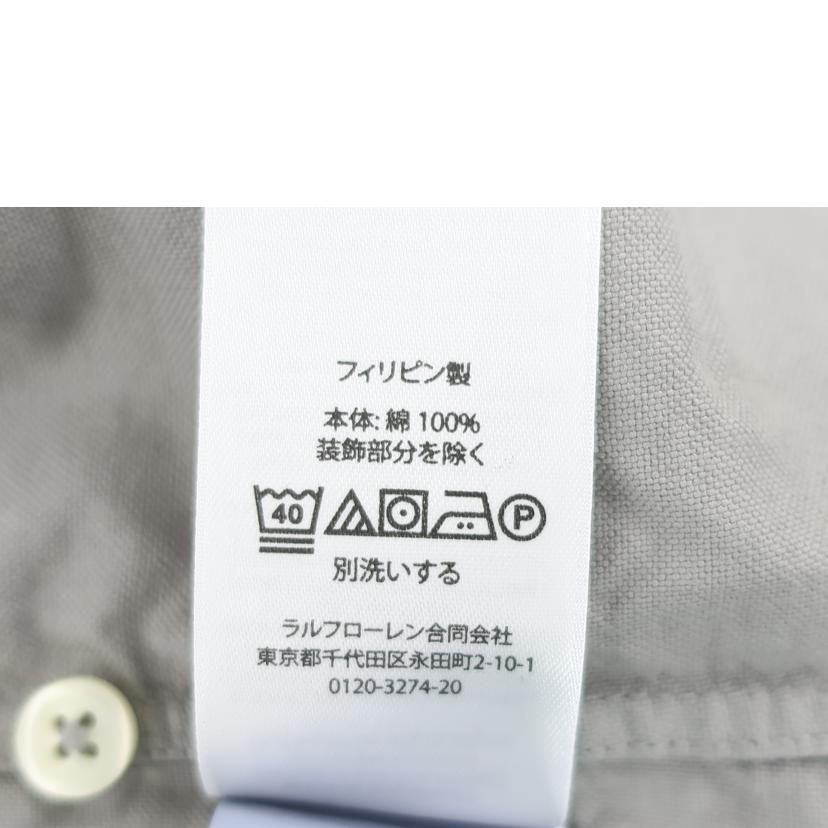 フィリピン製
本体: 綿 100%
装飾部分を除く
40 P
別洗いする
ラルフローレン合同会社
東京都千代田区永田町2-10-1
0120-3274-20